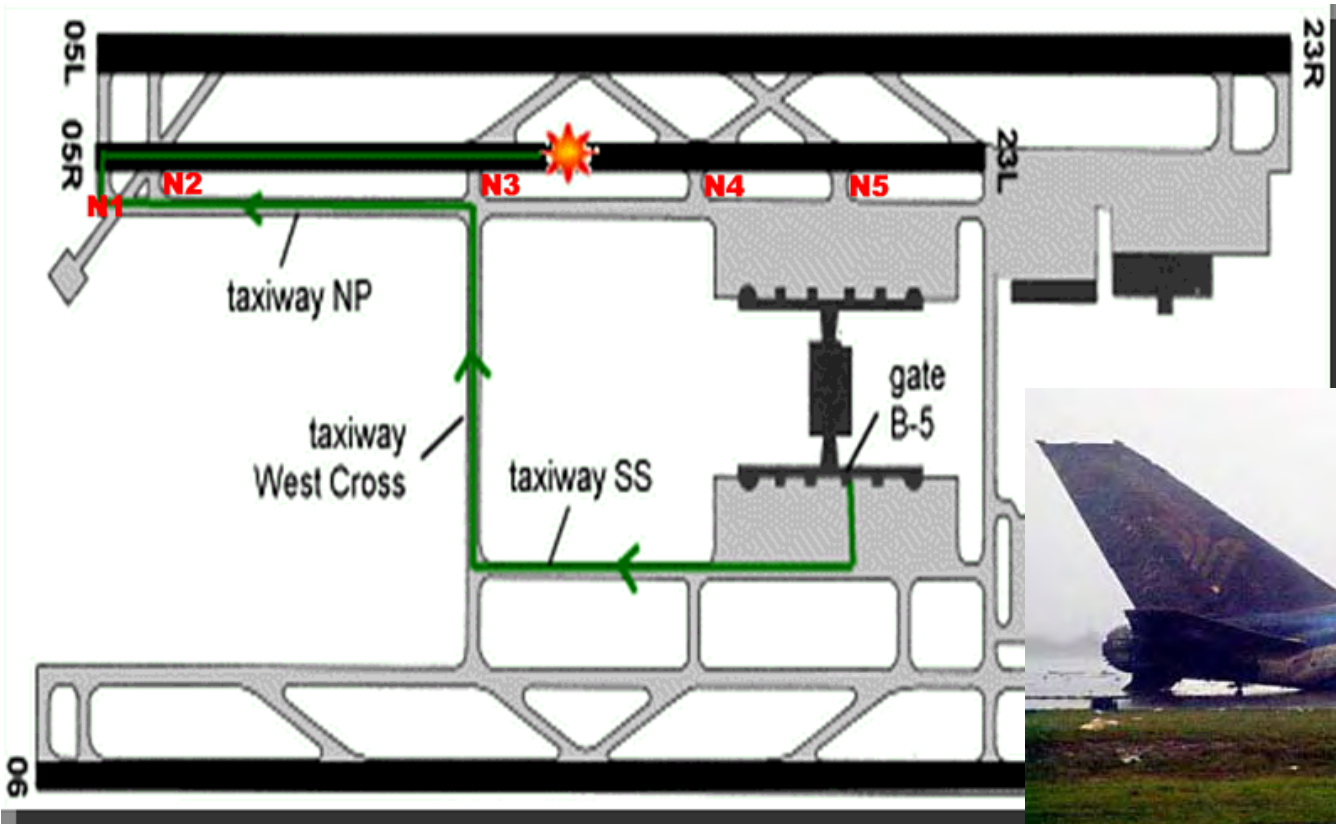 05L
23R
05R
23L
N1
N2
N3
N4
N5
taxiway NP
taxiway
West Cross
taxiway SS
gate
B-5
06